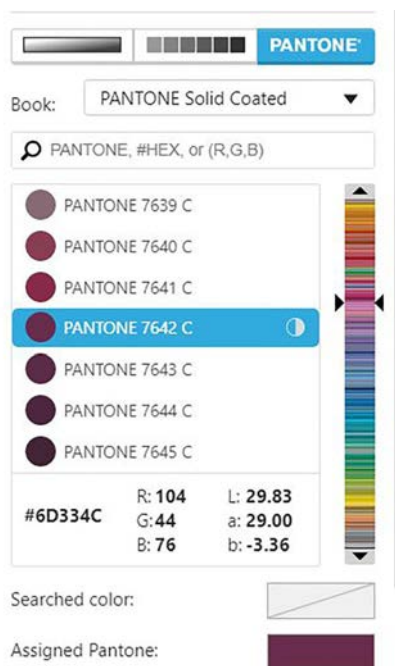 PANTONE®
Book: PANTONE Solid Coated
PANTONE, #HEX, or (R,G,B)
PANTONE 7639 C
PANTONE 7640 C
PANTONE 7641 C
PANTONE 7642 C
PANTONE 7643 C
PANTONE 7644 C
PANTONE 7645 C
R: 104 L: 29.83
#6D334C G: 44 a: 29.00
B: 76 b: -3.36
Searched color:
Assigned Pantone: